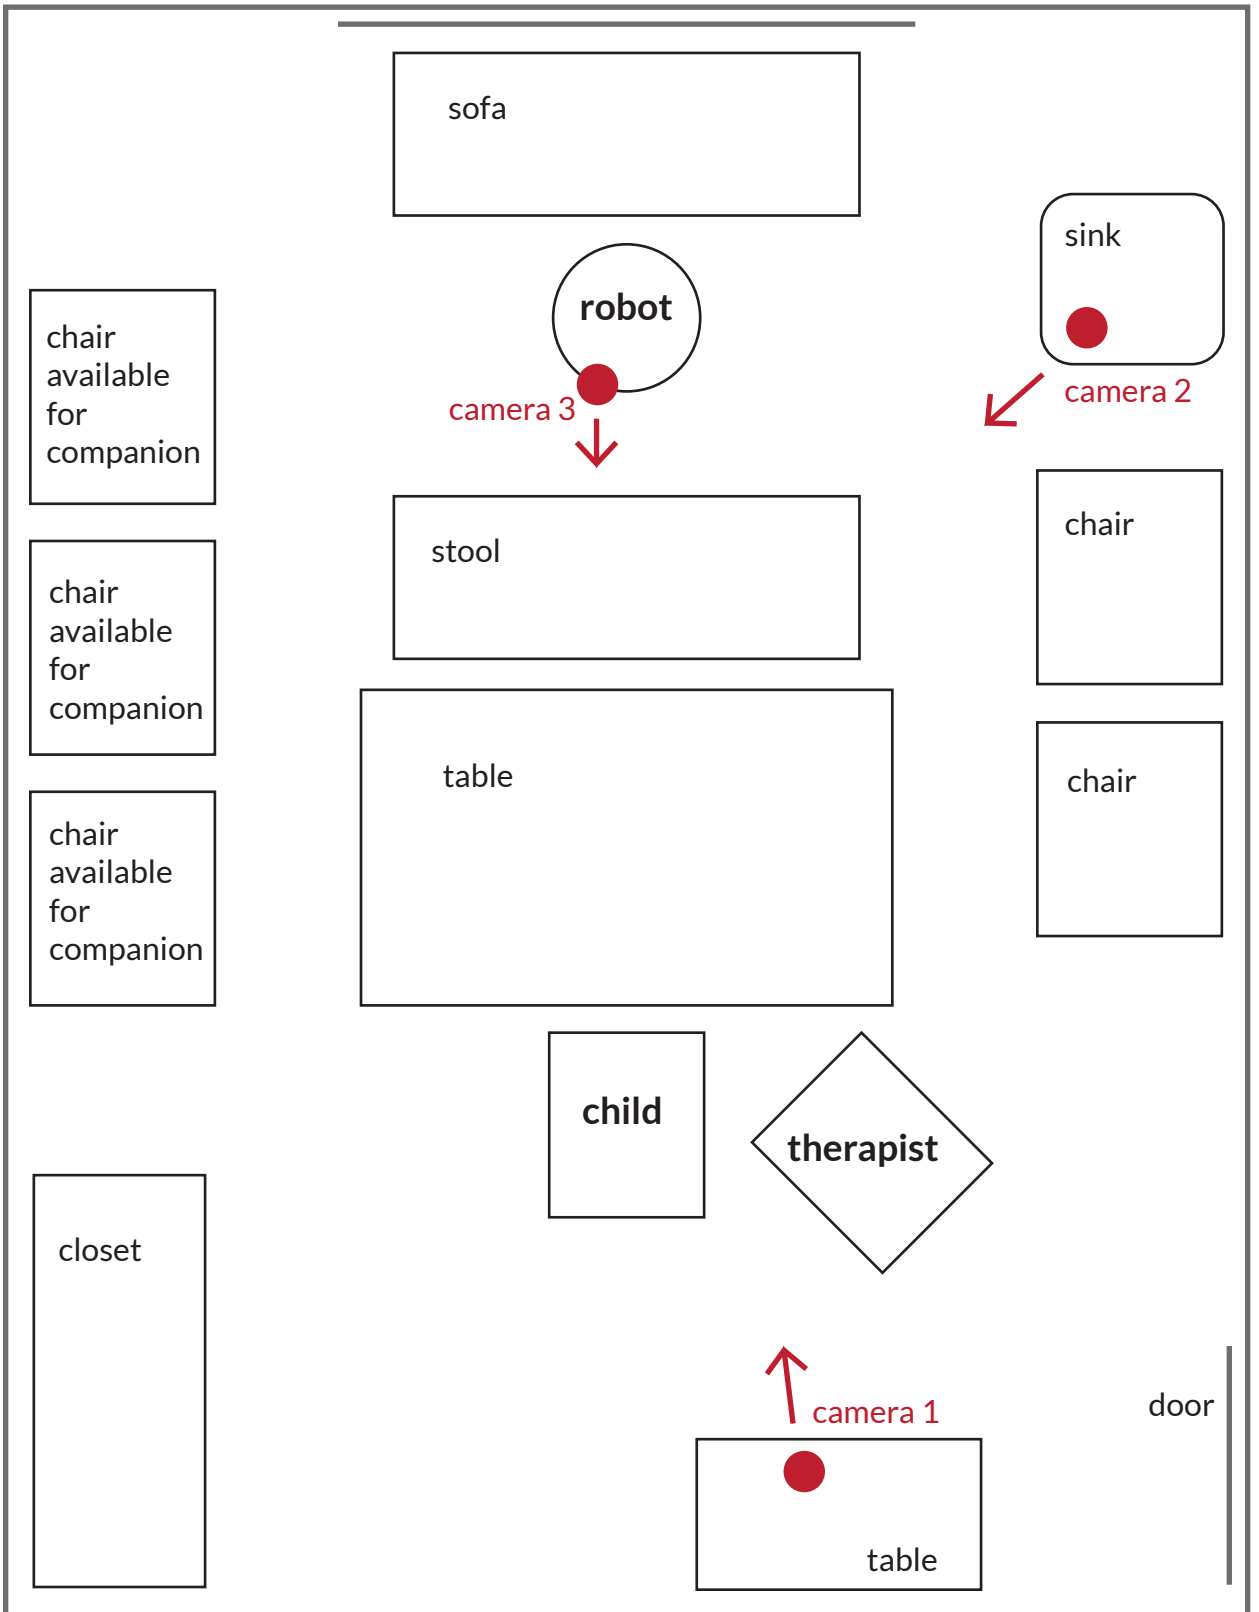 sofa
sink
robot
camera 2
camera 3
chair
available
for
companion
chair
stool
chair
available
for
companion
table
chair
chair
available
for
companion
child
therapist
closet
door
camera 1
table